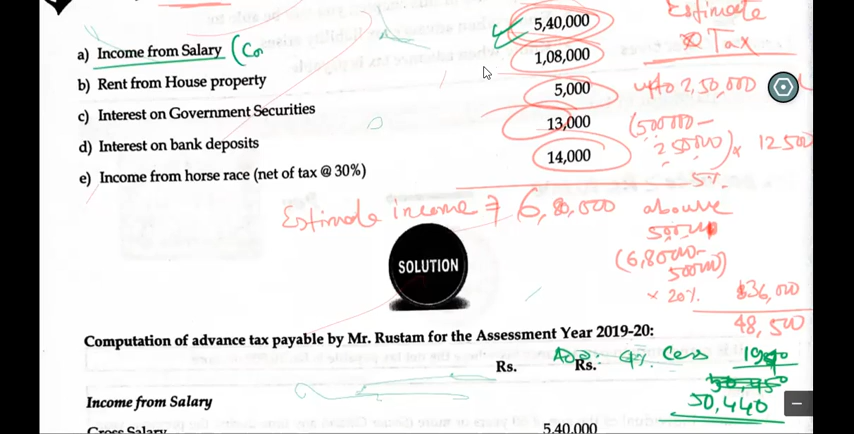 5,40,000
Estimate
Tax
a) Income from Salary (Co
1,08,000
b) Rent from House property
5,000
upto 2,50,000
c) Interest on Government Securities
13,000
(500000 -
250000) x 12500
d) Interest on bank deposits
14,000
5%
e) Income from horse race (net of tax @ 30%)
Estimate income = 6,80,000
above
(6,80000-
500000)
x 20%
36,000
48,500
SOLUTION
Computation of advance tax payable by Mr. Rustam for the Assessment Year 2019-20:
Rs.
Rs.
Add: 4% Cess 1940
50,440
Income from Salary
Gross Salary
5,40,000